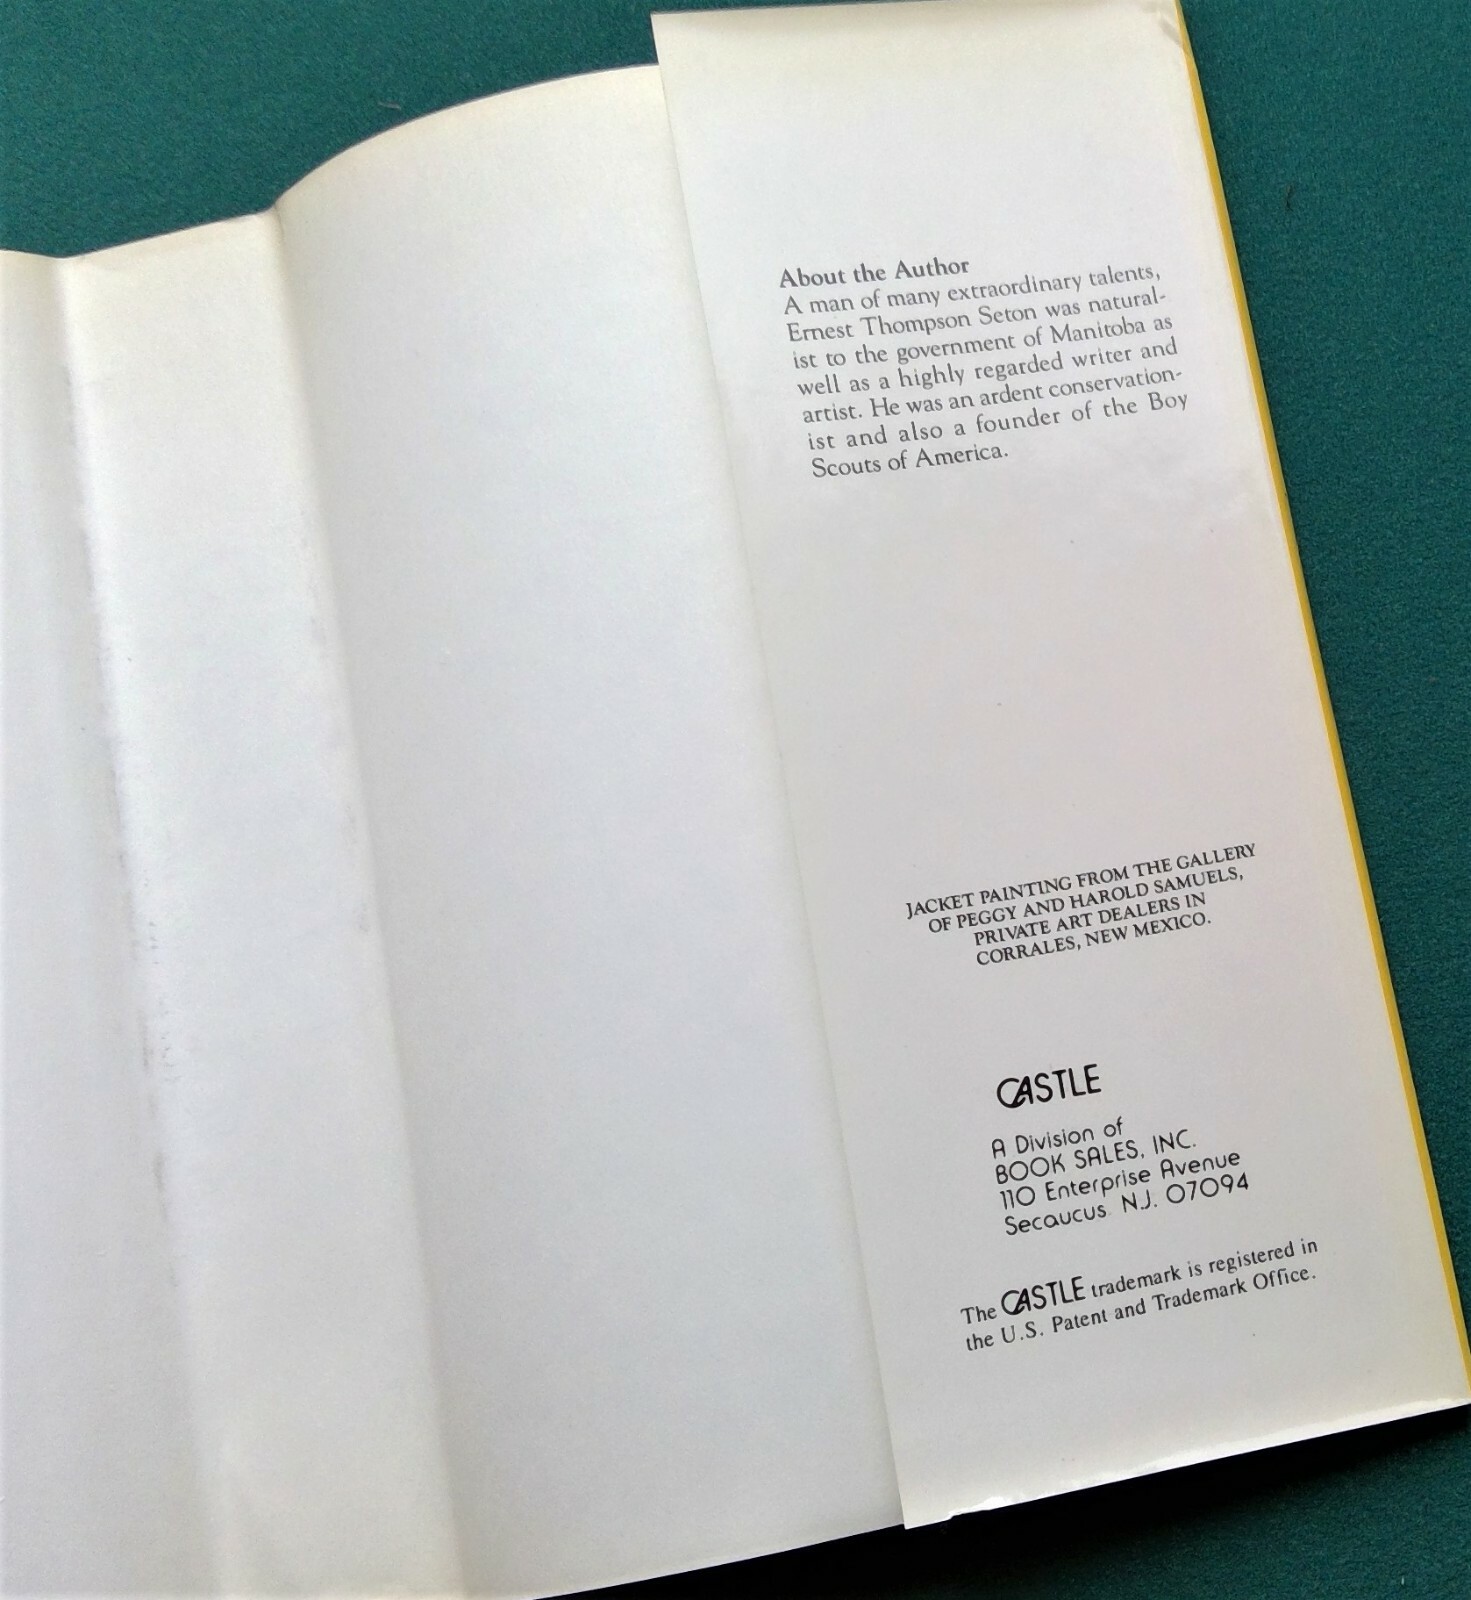 About the Author
A man of many extraordinary talents,
Ernest Thompson Seton was natural-
ist to the government of Manitoba as
well as a highly regarded writer and
artist. He was an ardent conservation-
ist and also a founder of the Boy
Scouts of America.
JACKET PAINTING FROM THE GALLERY
OF PEGGY AND HAROLD SAMUELS,
PRIVATE ART DEALERS IN
CORRALES, NEW MEXICO.
CASTLE
A Division of
BOOK SALES, INC.
110 Enterprise Avenue
Secaucus N.J. 07094
The CASTLE trademark is registered in
the U.S. Patent and Trademark Office.